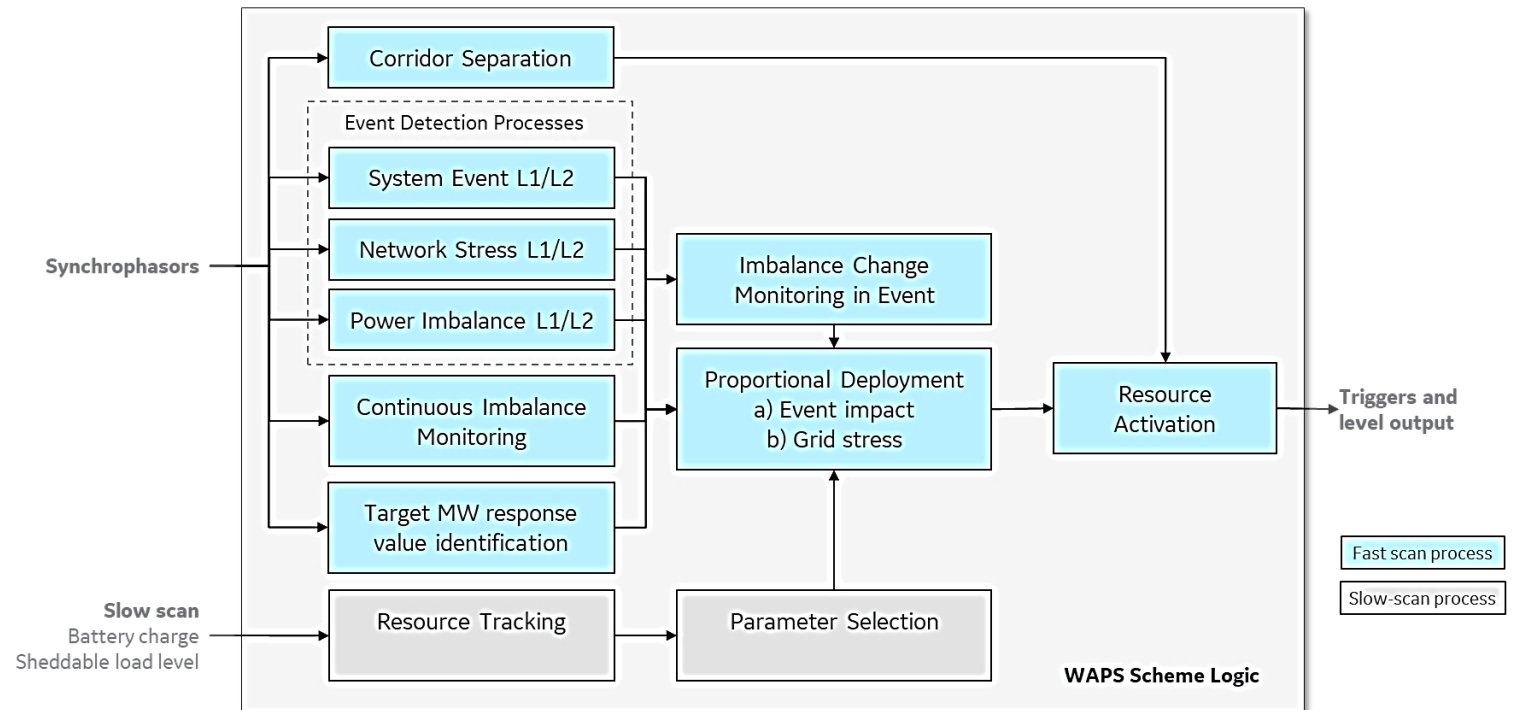 Corridor Separation
Event Detection Processes
System Event L1/L2
Network Stress L1/L2
Power Imbalance L1/L2
Synchrophasors
Imbalance Change
Monitoring in Event
Continuous Imbalance
Monitoring
Proportional Deployment
a) Event impact
b) Grid stress
Resource
Activation
Triggers and
level output
Target MW response
value identification
Slow scan
Battery charge
Sheddable load level
Resource Tracking
Parameter Selection
WAPS Scheme Logic
Fast scan process
Slow-scan process